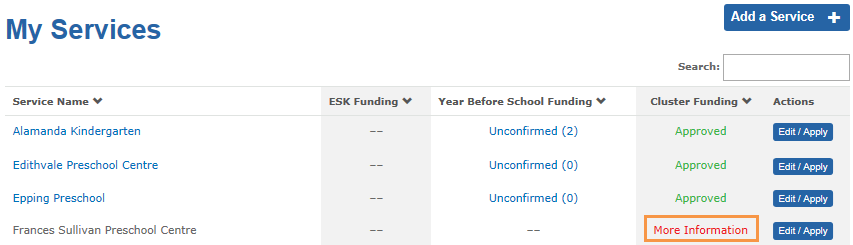 My Services
Add a Service +
Search:
Service Name ESK Funding Year Before School Funding Cluster Funding Actions
Alamanda Kindergarten -- Unconfirmed (2) Approved Edit / Apply
Edithvale Preschool Centre -- Unconfirmed (0) Approved Edit / Apply
Epping Preschool -- Unconfirmed (0) Approved Edit / Apply
Frances Sullivan Preschool Centre -- More Information Edit / Apply